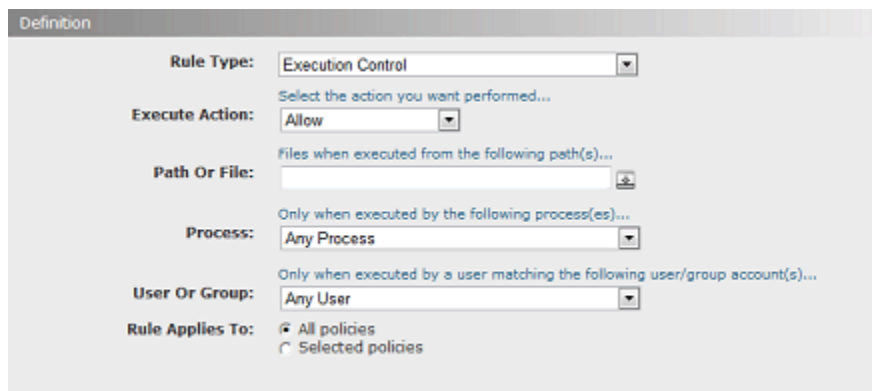 Definition
Rule Type: Execution Control
Select the action you want performed...
Execute Action: Allow
Files when executed from the following path(s)...
Path Or File:
Only when executed by the following process(es)...
Process: Any Process
Only when executed by a user matching the following user/group account(s)...
User Or Group: Any User
Rule Applies To: All policies
Selected policies